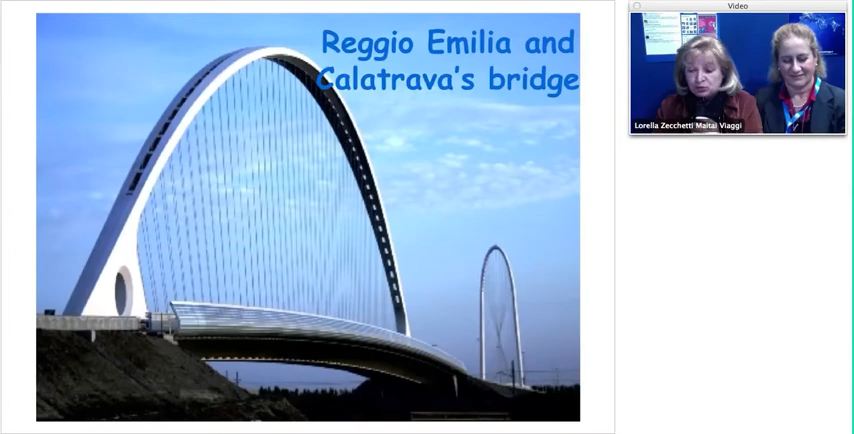 Reggio Emilia and
Calatrava's bridge
Video
Lorella Zecchetti Maitai Viaggi